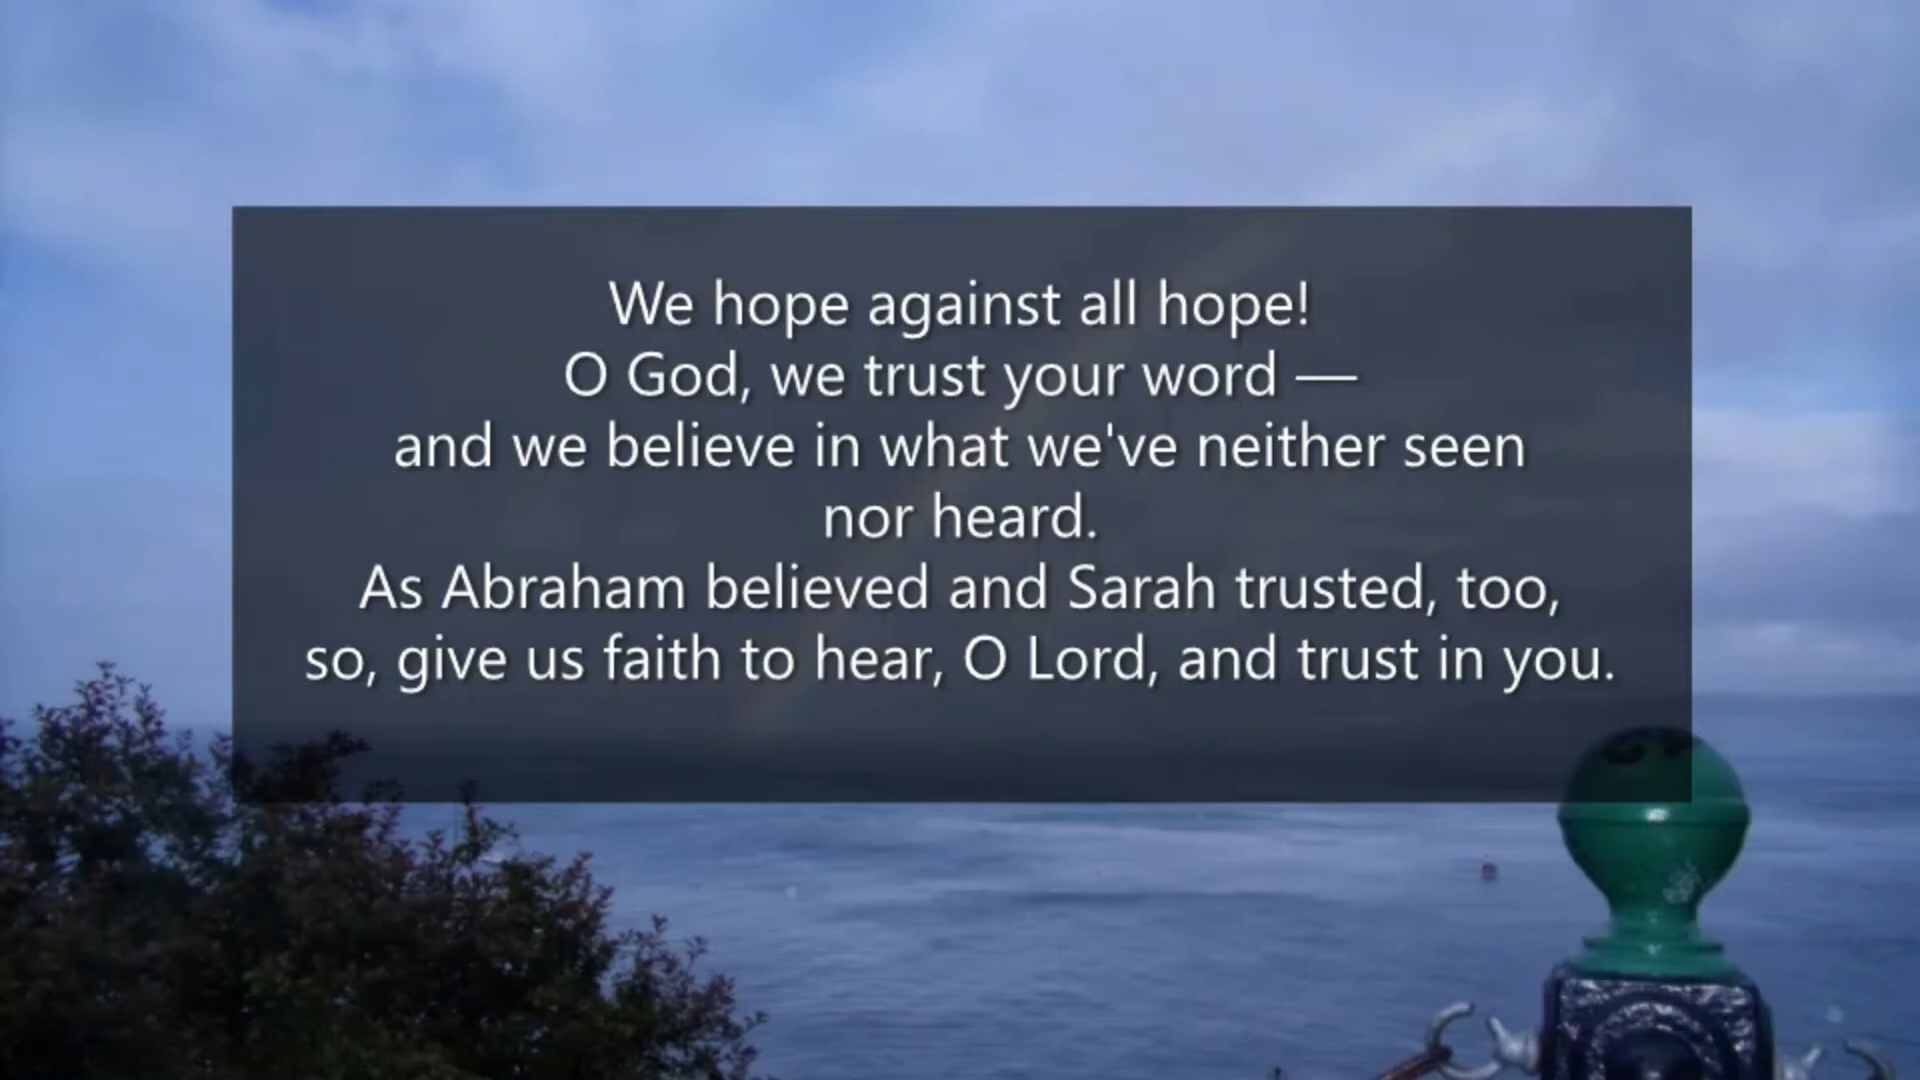 We hope against all hope!
O God, we trust your word —
and we believe in what we've neither seen
nor heard.
As Abraham believed and Sarah trusted, too,
so, give us faith to hear, O Lord, and trust in you.